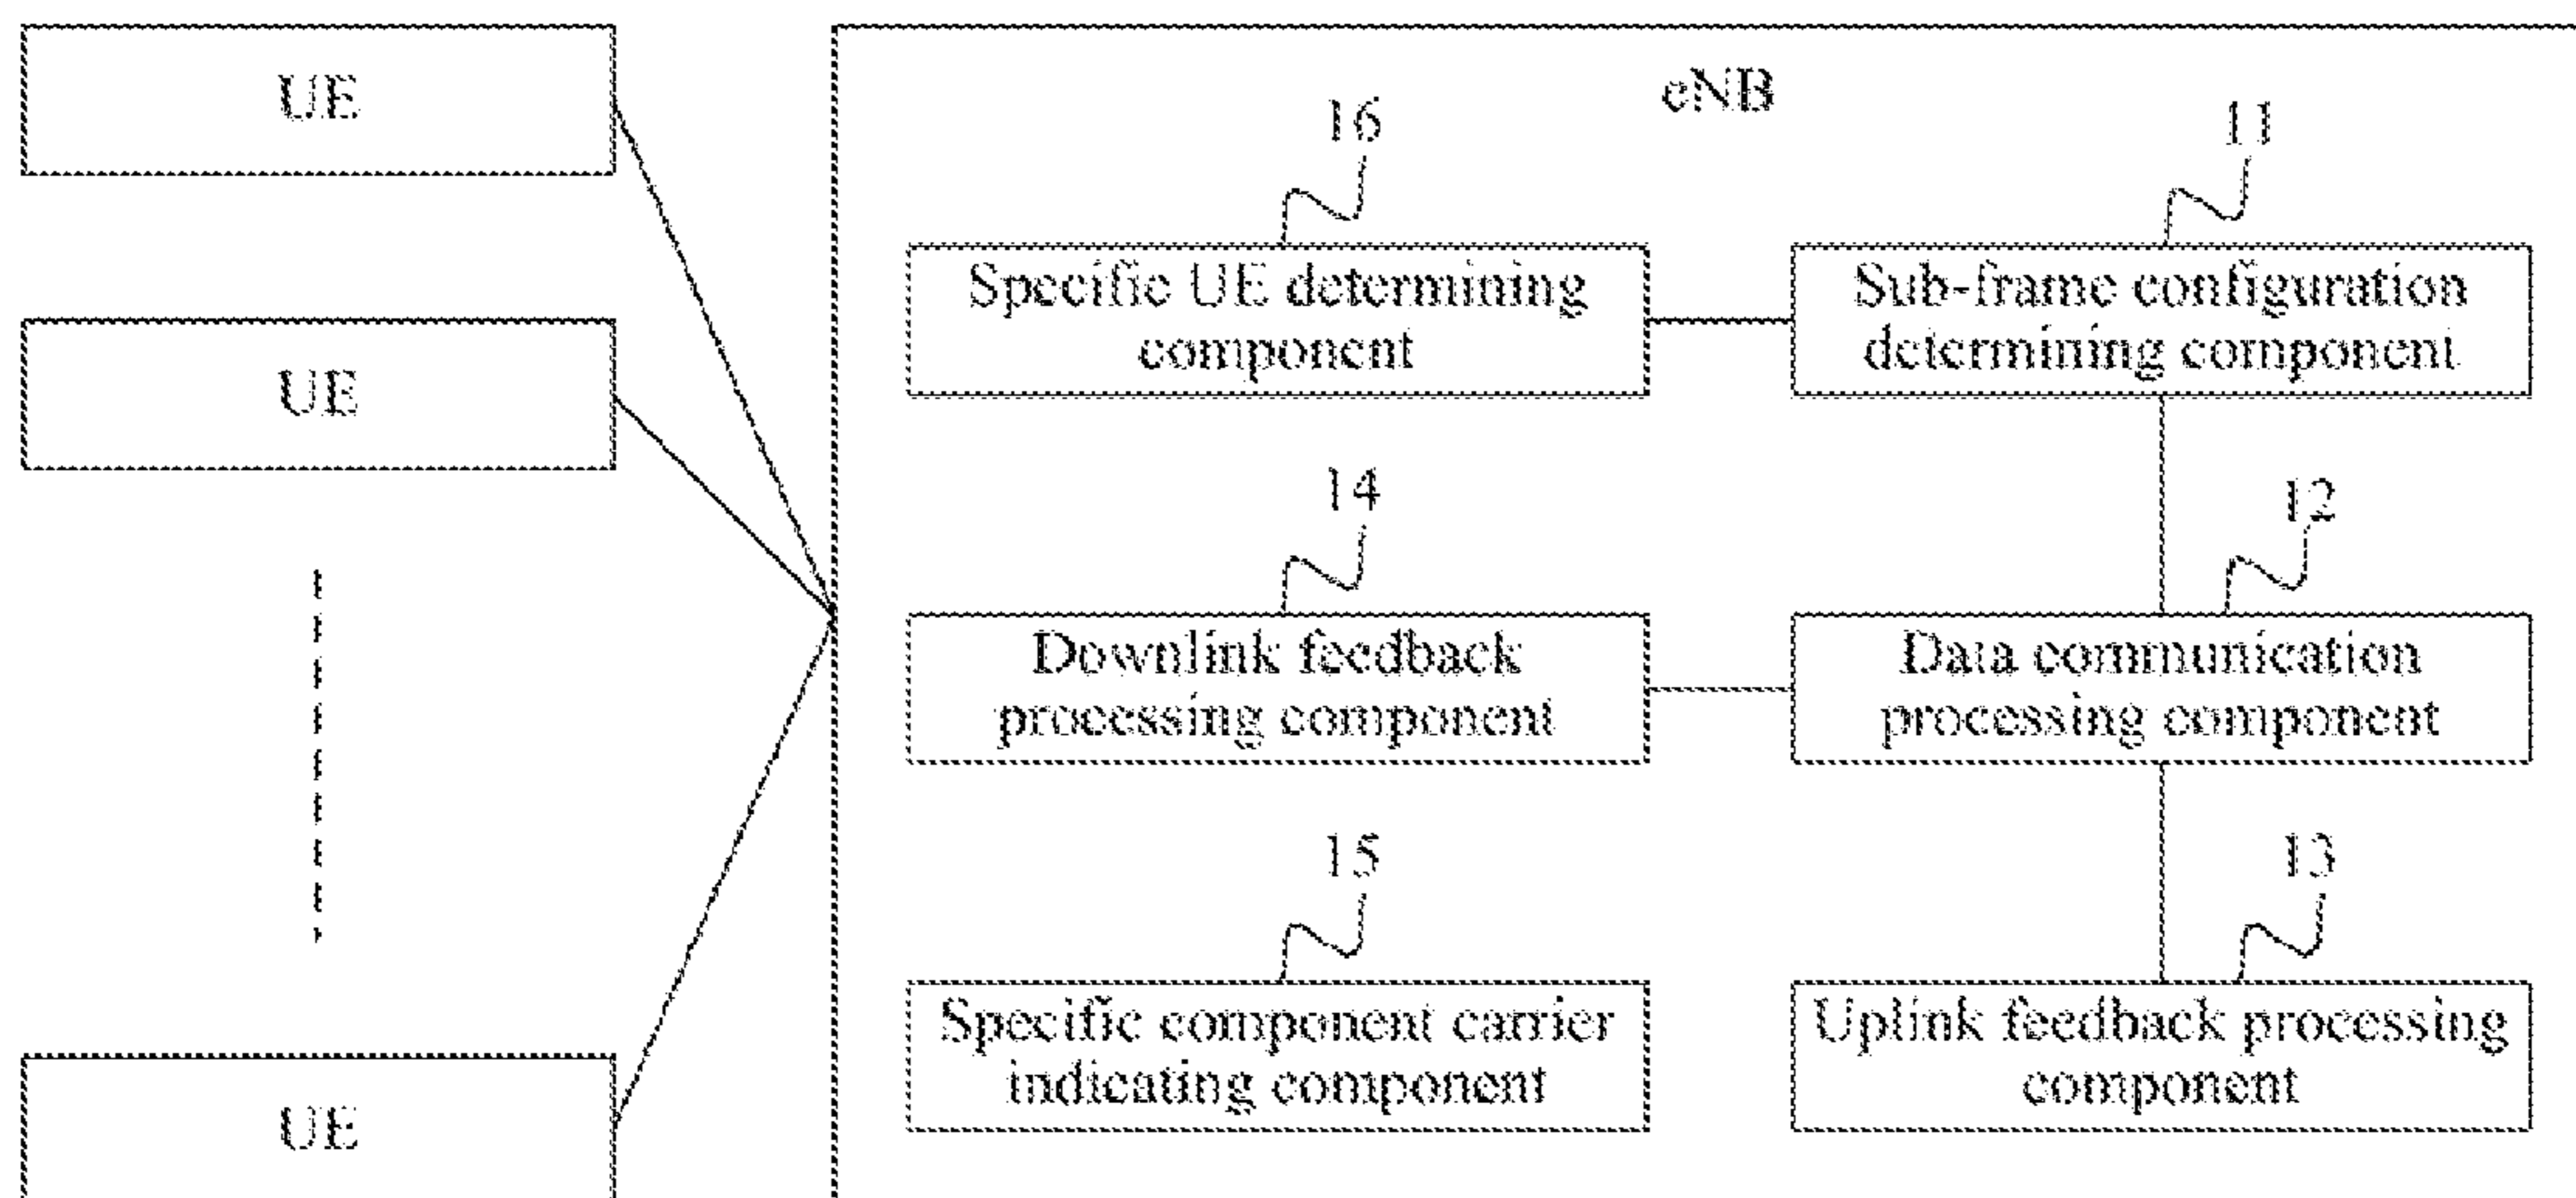 UE
UE
UE
eNB
16
Specific UE determining
component
11
Sub-frame configuration
determining component
14
Downlink feedback
processing component
12
Data communication
processing component
15
Specific component carrier
indicating component
13
Uplink feedback processing
component